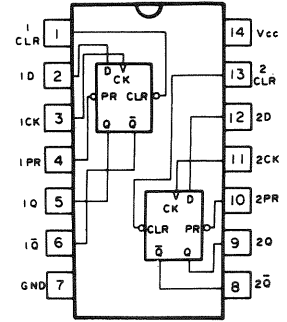 1 CLR 1 14 Vcc
1D 2 D CK 13 2 CLR
PR CLR
1CK 3 Q Q̅ 12 2D
1PR 4 11 2CK
1Q 5 CK D 10 2PR
CLR PR
1Q̅ 6 Q̅ Q 9 2Q
GND 7 8 2Q̅